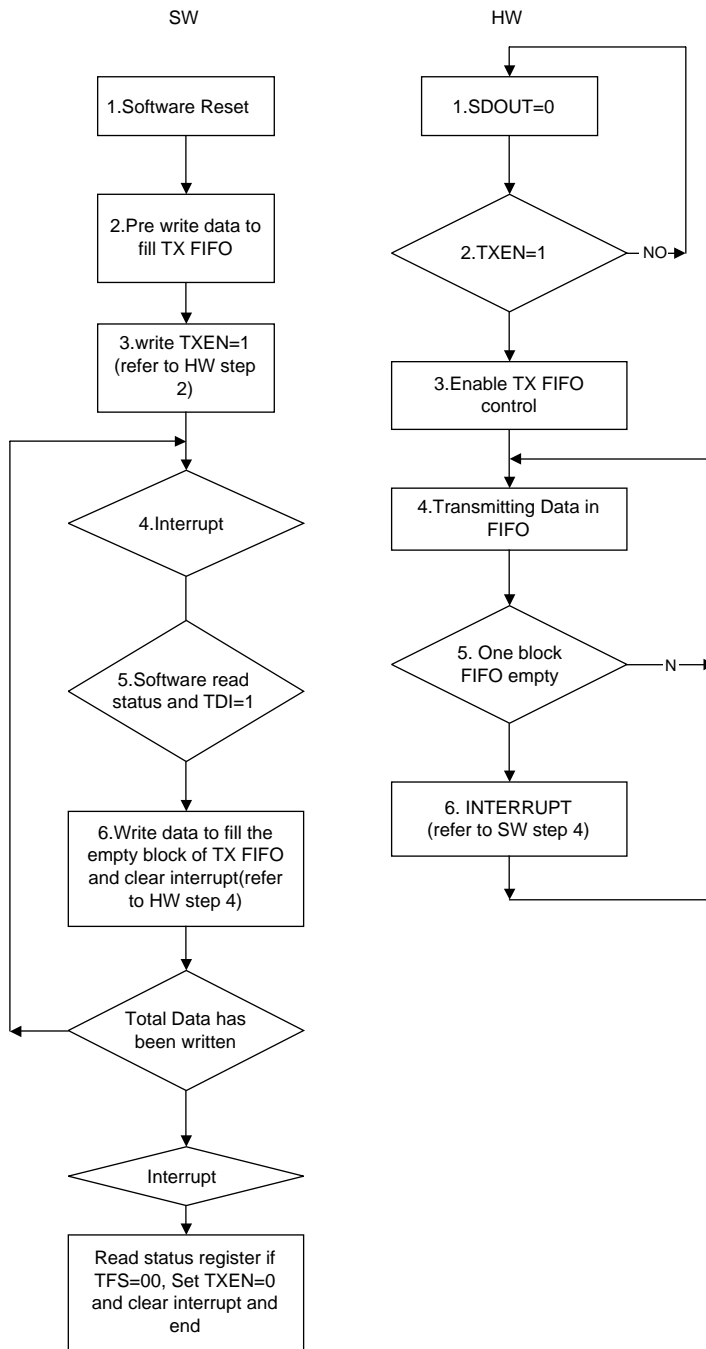 SW
1.Software Reset
2.Pre write data to
fill TX FIFO
3.write TXEN=1
(refer to HW step
2)
4.Interrupt
5.Software read
status and TDI=1
6.Write data to fill the
empty block of TX FIFO
and clear interrupt(refer
to HW step 4)
Total Data has
been written
Interrupt
Read status register if
TFS=00, Set TXEN=0
and clear interrupt and
end
HW
1.SDOUT=0
2.TXEN=1
NO
3.Enable TX FIFO
control
4.Transmitting Data in
FIFO
5. One block
FIFO empty
N
6. INTERRUPT
(refer to SW step 4)